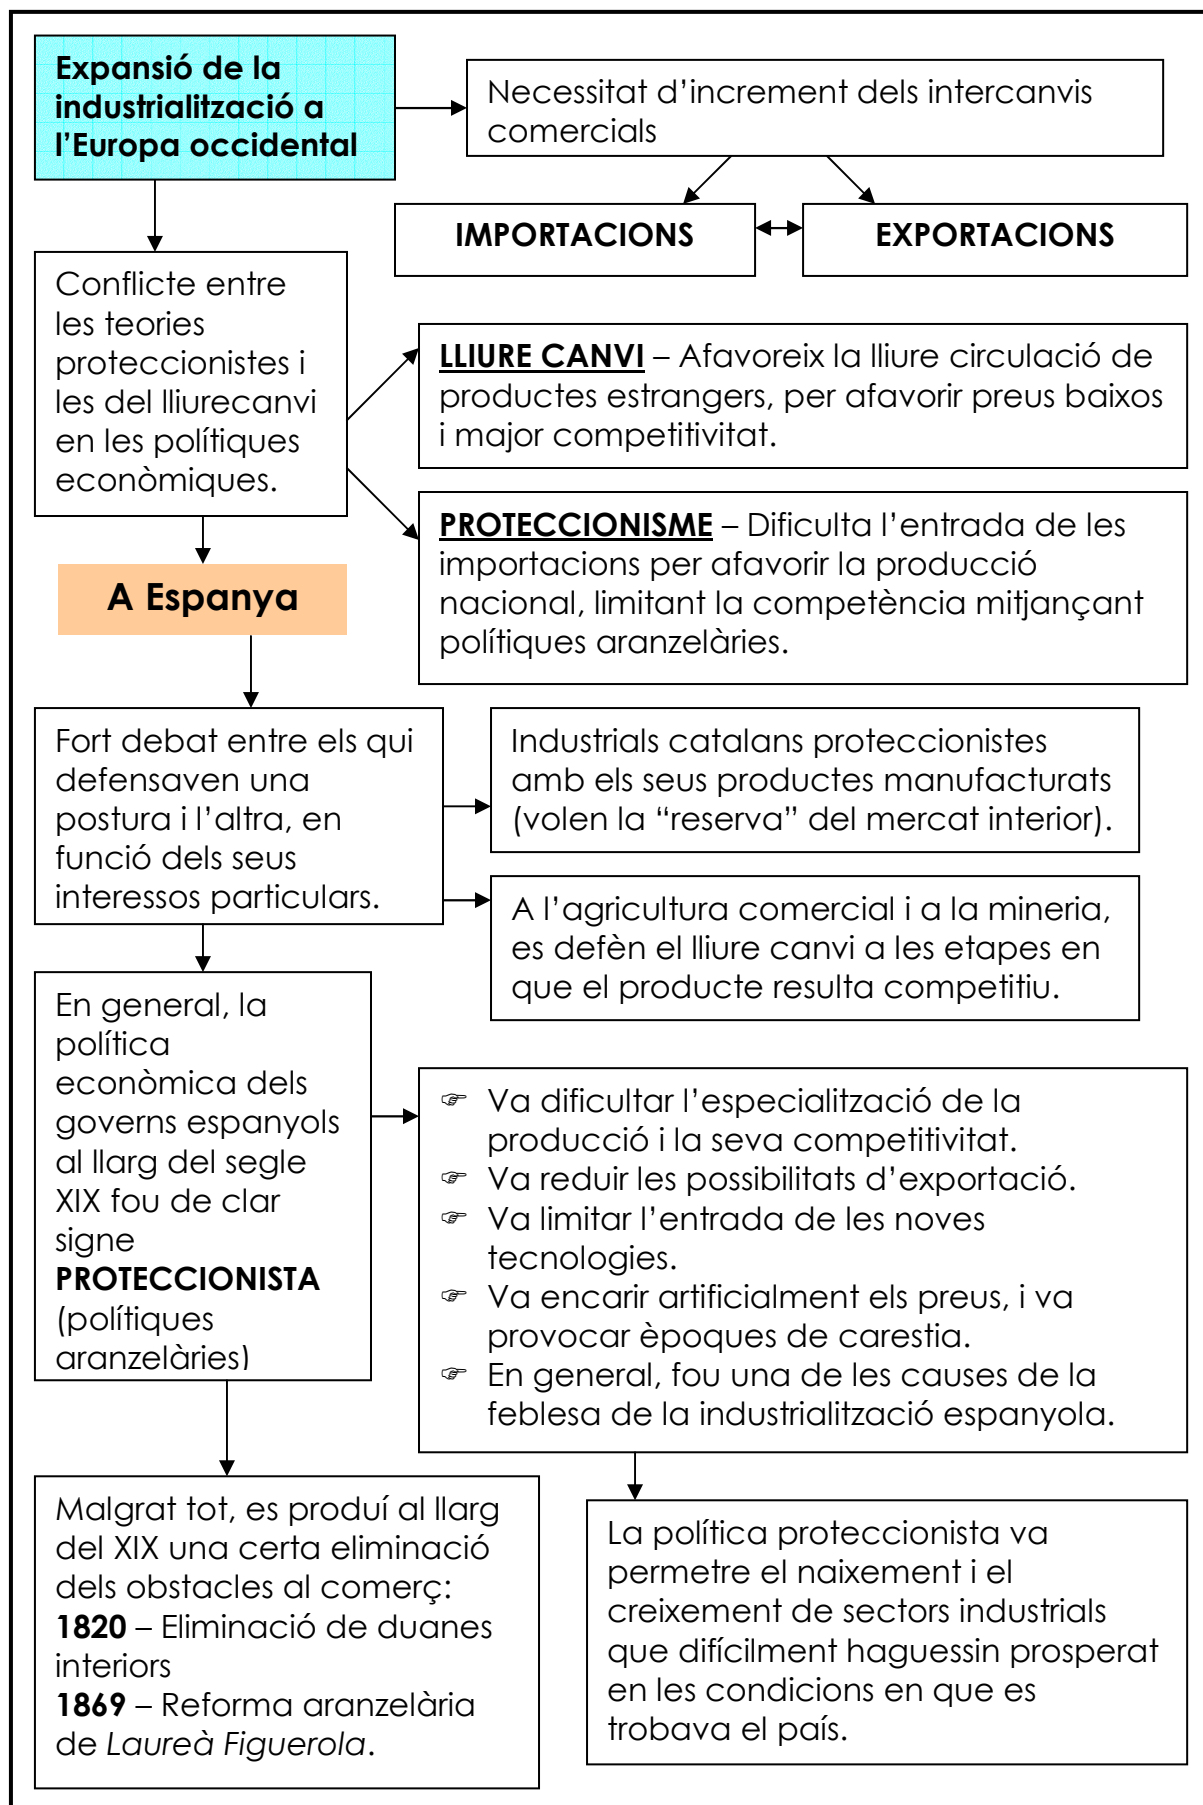 Expansió de la
industrialització a
l’Europa occidental
Necessitat d’increment dels intercanvis
comercials
IMPORTACIONS
EXPORTACIONS
Conflicte entre
les teories
proteccionistes i
les del lliurecanvi
en les polítiques
econòmiques.
LLIURE CANVI – Afavoreix la lliure circulació de
productes estrangers, per afavorir preus baixos
i major competitivitat.
PROTECCIONISME – Dificulta l’entrada de les
importacions per afavorir la producció
nacional, limitant la competència mitjançant
polítiques aranzelàries.
A Espanya
Fort debat entre els qui
defensaven una
postura i l’altra, en
funció dels seus
interessos particulars.
Industrials catalans proteccionistes
amb els seus productes manufacturats
(volen la “reserva” del mercat interior).
A l’agricultura comercial i a la mineria,
es defèn el lliure canvi a les etapes en
que el producte resulta competitiu.
En general, la
política
econòmica dels
governs espanyols
al llarg del segle
XIX fou de clar
signe
PROTECCIONISTA
(polítiques
aranzelàries)
☞ Va dificultar l’especialització de la
producció i la seva competitivitat.
☞ Va reduir les possibilitats d’exportació.
☞ Va limitar l’entrada de les noves
tecnologies.
☞ Va encarir artificialment els preus, i va
provocar èpoques de carestia.
☞ En general, fou una de les causes de la
feblesa de la industrialització espanyola.
Malgrat tot, es produí al llarg
del XIX una certa eliminació
dels obstacles al comerç:
1820 – Eliminació de duanes
interiors
1869 – Reforma aranzelària
de Laureà Figuerola.
La política proteccionista va
permetre el naixement i el
creixement de sectors industrials
que difícilment haguessin prosperat
en les condicions en que es
trobava el país.